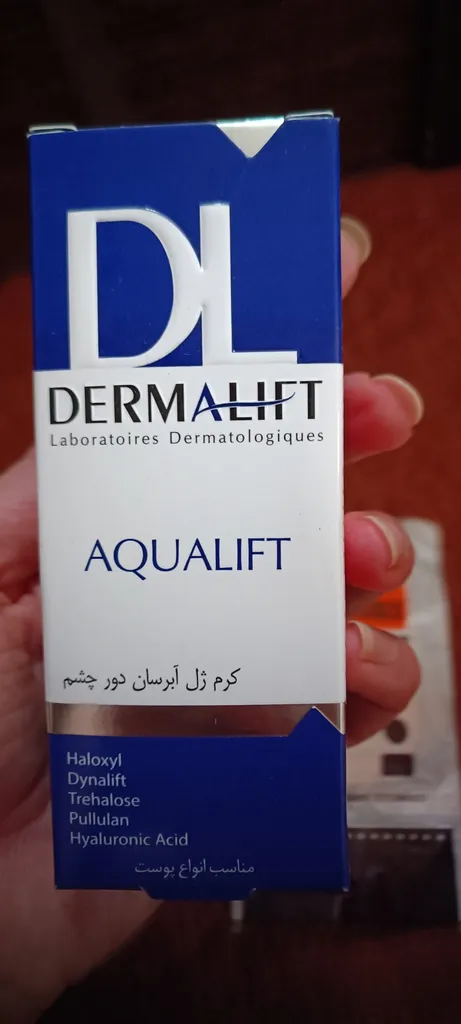 DL
DERMALIFT
Laboratoires Dermatologiques
AQUALIFT
کرم ژل آبرسان دور چشم
Haloxyl
Dynalift
Trehalose
Pullulan
Hyaluronic Acid
مناسب انواع پوست